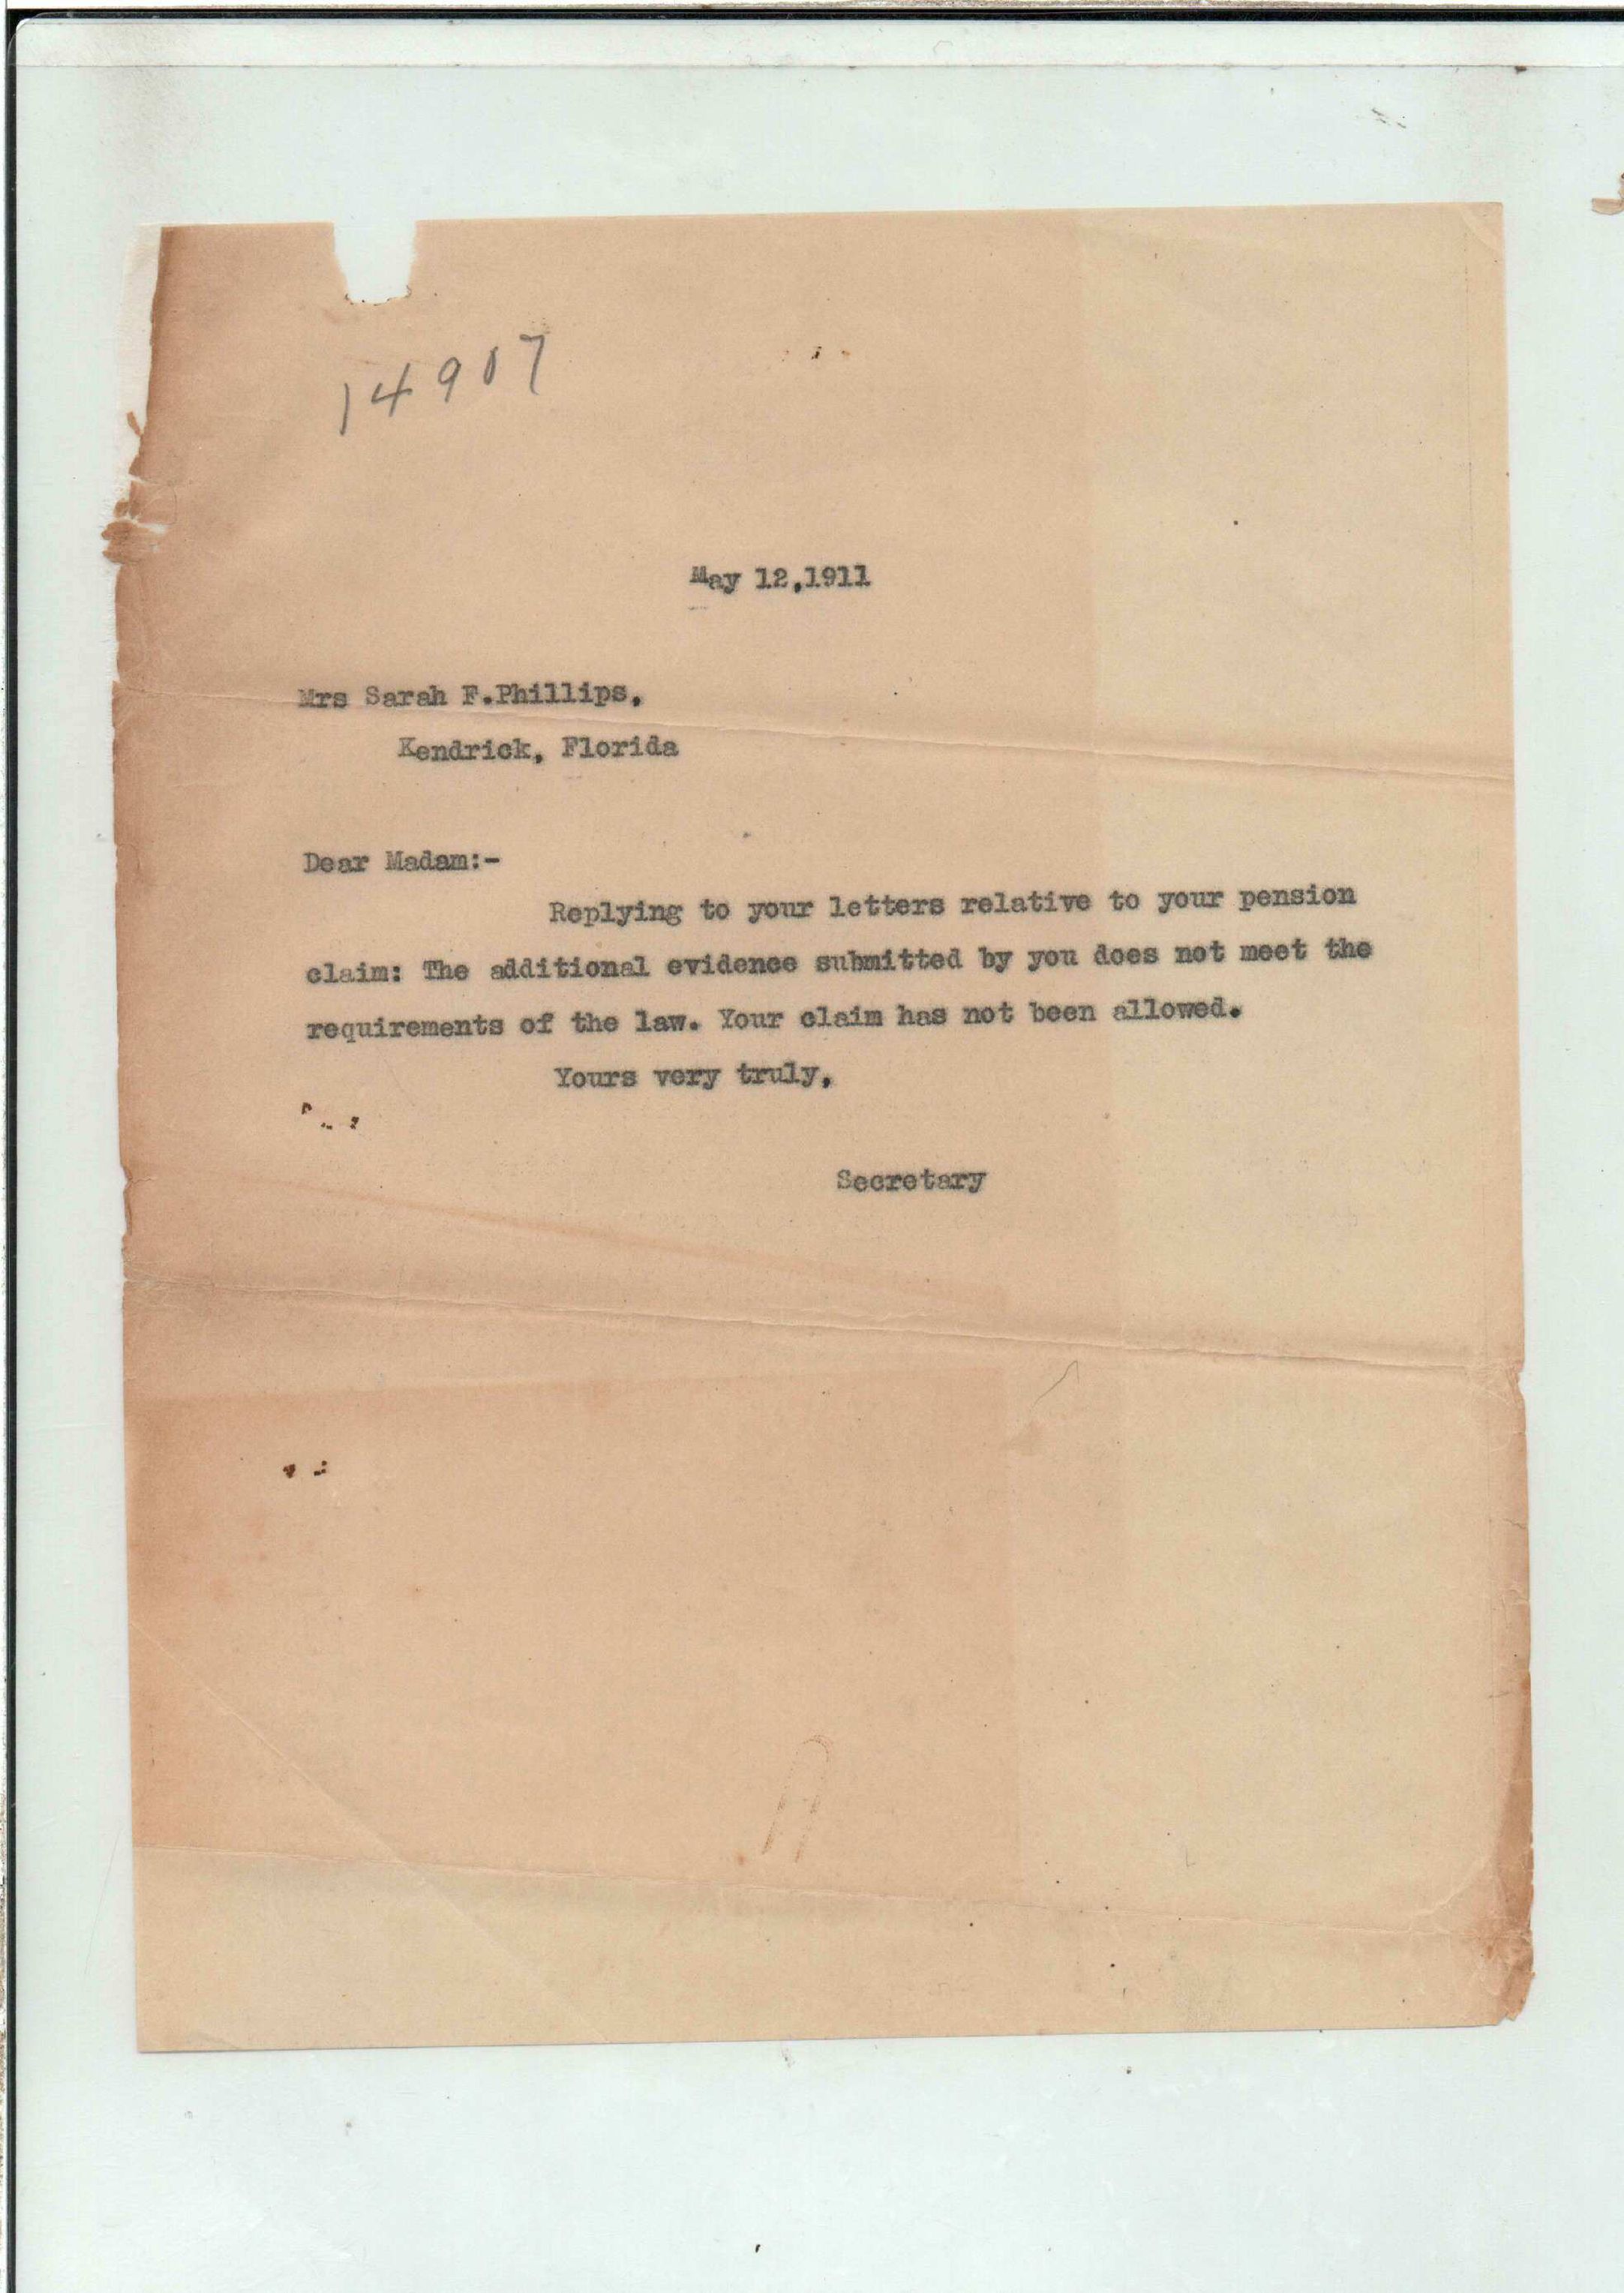 14907
May 12,1911
Mrs Sarah F.Phillips,
Kendrick, Florida
Dear Madam:-
Replying to your letters relative to your pension
claim: The additional evidence submitted by you does not meet the
requirements of the law. Your claim has not been allowed.
Yours very truly,
Secretary